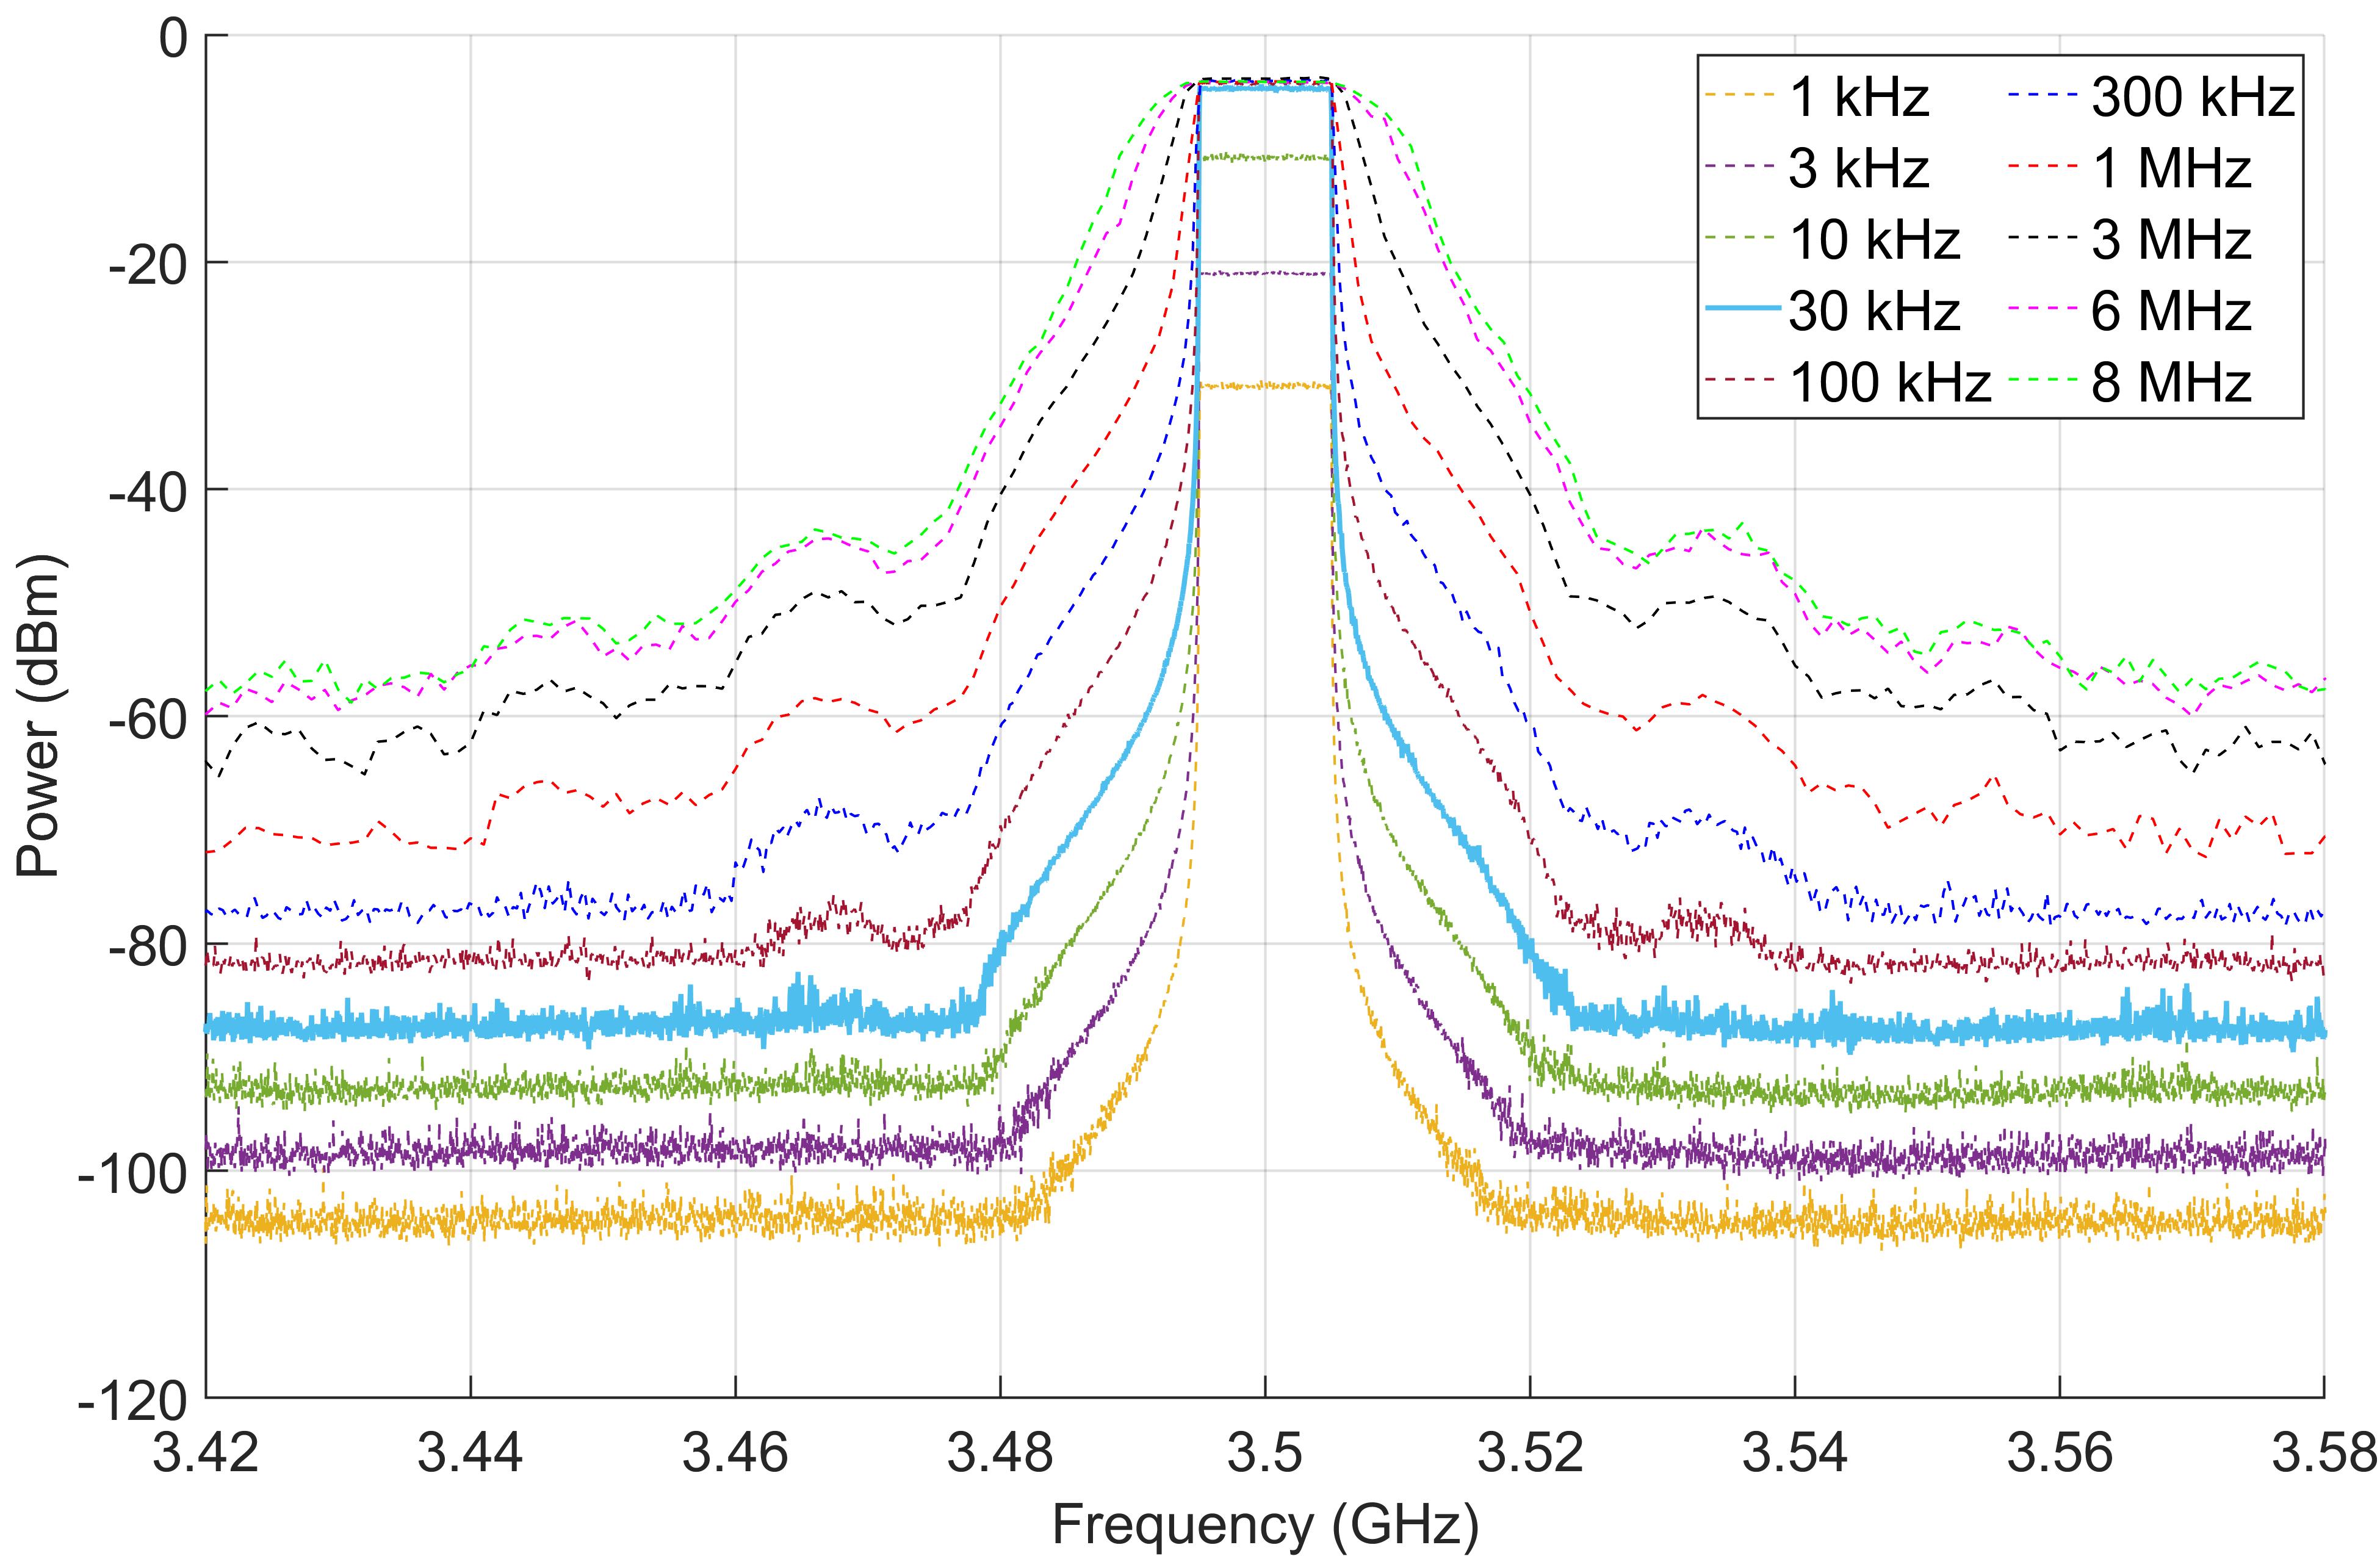 0
-20
-40
-60
-80
-100
-120
Power (dBm)
3.42 3.44 3.46 3.48 3.5 3.52 3.54 3.56 3.58
Frequency (GHz)
1 kHz 300 kHz
3 kHz 1 MHz
10 kHz 3 MHz
30 kHz 6 MHz
100 kHz 8 MHz